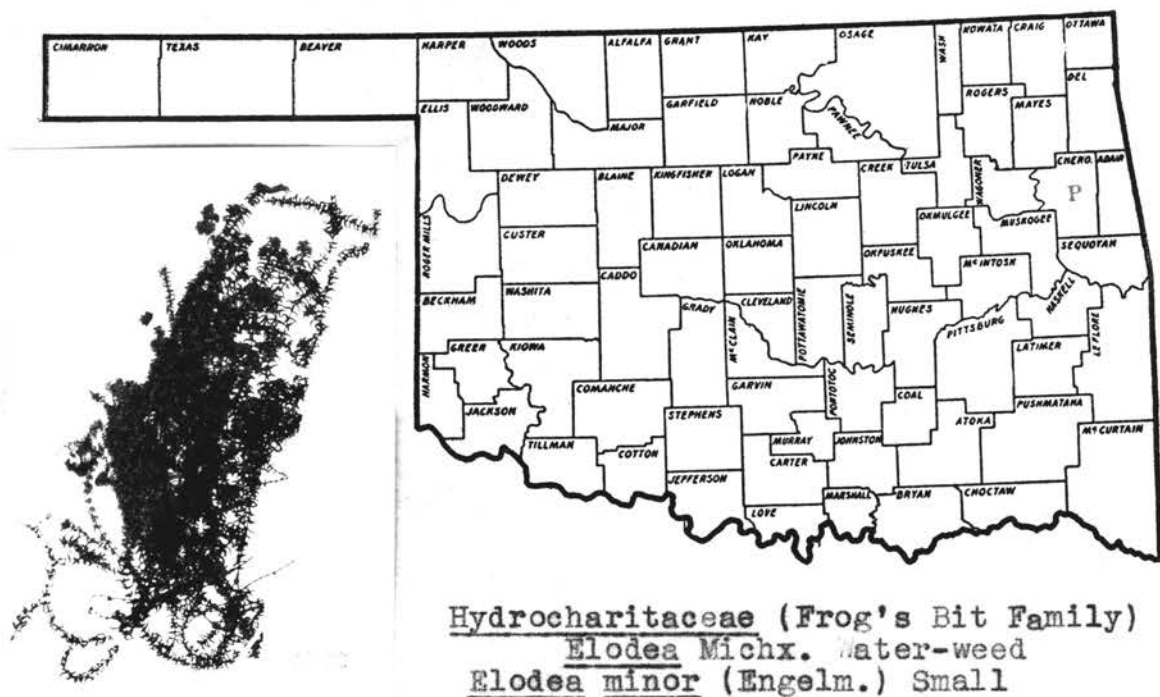 CIMARRON TEXAS BEAVER HARPER WOODS ALFALFA GRANT KAY OSAGE WASH NOWATA CRAIG OTTAWA
ELLIS WOODWARD MAJOR GARFIELD NOBLE PAWNEE ROGERS MAYES DEL
DEWEY BLAINE KINGFISHER LOGAN PAYNE CREEK TULSA WAGONER CHERO. ADAIR
P
ROGER MILLS CUSTER CANADIAN OKLAHOMA LINCOLN OKMULGEE MUSKOGEE SEQUOYAH
BECKHAM WASHITA CADDO GRADY CLEVELAND POTTAWATOMIE SEMINOLE OKFUSKEE HUGHES McINTOSH PITTSBURG HASKELL
HARMON GREER KIOWA COMANCHE McCLAIN GARVIN PONTOTOC COAL LATIMER LE FLORE
JACKSON TILLMAN COTTON STEPHENS MURRAY JOHNSTON ATOKA PUSHMATAHA McCURTAIN
JEFFERSON CARTER LOVE MARSHALL BRYAN CHOCTAW
Hydrocharitaceae (Frog's Bit Family)
Elodea Michx. Water-weed
Elodea minor (Engelm.) Small